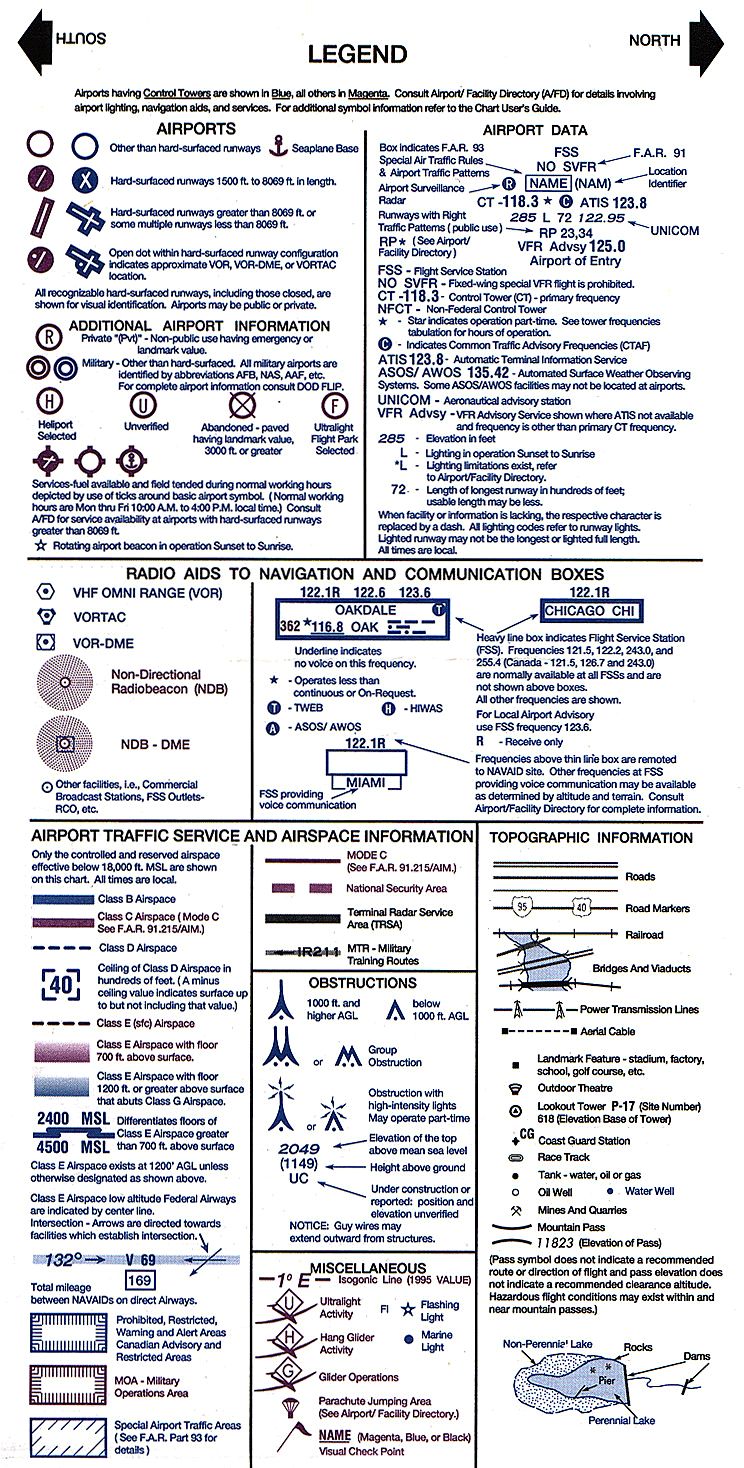 SOUTH
NORTH
LEGEND
Airports having Control Towers are shown in Blue, all others in Magenta. Consult Airport/ Facility Directory (A/FD) for details involving
airport lighting, navigation aids, and services. For additional symbol information refer to the Chart User's Guide.
AIRPORTS
Other than hard-surfaced runways
Seaplane Base
Hard-surfaced runways 1500 ft. to 8069 ft. in length.
Hard-surfaced runways greater than 8069 ft. or
some multiple runways less than 8069 ft.
Open dot within hard-surfaced runway configuration
indicates approximate VOR, VOR-DME, or VORTAC
location.
All recognizable hard-surfaced runways, including those closed, are
shown for visual identification. Airports may be public or private.
ADDITIONAL AIRPORT INFORMATION
R
Private "(Pvt)" - Non-public use having emergency or
landmark value.
Military - Other than hard-surfaced. All military airports are
identified by abbreviations AFB, NAS, AAF, etc.
For complete airport information consult DOD FLIP.
H
U
F
Heliport
Selected
Unverified
Abandoned - paved
having landmark value,
3000 ft. or greater
Ultralight
Flight Park
Selected
Services-fuel available and field tended during normal working hours
depicted by use of ticks around basic airport symbol. ( Normal working
hours are Mon thru Fri 10:00 A.M. to 4:00 P.M. local time.) Consult
A/FD for service availability at airports with hard-surfaced runways
greater than 8069 ft.
Rotating airport beacon in operation Sunset to Sunrise.
AIRPORT DATA
Box indicates F.A.R. 93
Special Air Traffic Rules
& Airport Traffic Patterns
Airport Surveillance
Radar
Runways with Right
Traffic Patterns ( public use )
RP* ( See Airport/
Facility Directory )
FSS
NO SVFR
R NAME (NAM)
CT -118.3 ★ C ATIS 123.8
285 L 72 122.95
RP 23,34
VFR Advsy 125.0
Airport of Entry
F.A.R. 91
Location
Identifier
UNICOM
FSS - Flight Service Station
NO SVFR - Fixed-wing special VFR flight is prohibited.
CT -118.3- Control Tower (CT) - primary frequency
NFCT - Non-Federal Control Tower
★ - Star indicates operation part-time. See tower frequencies
tabulation for hours of operation.
C - Indicates Common Traffic Advisory Frequencies (CTAF)
ATIS 123.8- Automatic Terminal Information Service
ASOS/ AWOS 135.42 - Automated Surface Weather Observing
Systems. Some ASOS/AWOS facilities may not be located at airports.
UNICOM - Aeronautical advisory station
VFR Advsy - VFR Advisory Service shown where ATIS not available
and frequency is other than primary CT frequency.
285 - Elevation in feet
L - Lighting in operation Sunset to Sunrise
*L - Lighting limitations exist, refer
to Airport/Facility Directory.
72 - Length of longest runway in hundreds of feet;
usable length may be less.
When facility or information is lacking, the respective character is
replaced by a dash. All lighting codes refer to runway lights.
Lighted runway may not be the longest or lighted full length.
All times are local.
RADIO AIDS TO NAVIGATION AND COMMUNICATION BOXES
VHF OMNI RANGE (VOR)
VORTAC
VOR-DME
Non-Directional
Radiobeacon (NDB)
NDB - DME
Other facilities, i.e., Commercial
Broadcast Stations, FSS Outlets-
RCO, etc.
122.1R 122.6 123.6
OAKDALE T
362 *116.8 OAK
Underline indicates
no voice on this frequency.
★ - Operates less than
continuous or On-Request.
T - TWEB
H - HIWAS
A - ASOS/ AWOS
122.1R
MIAMI
FSS providing
voice communication
122.1R
CHICAGO CHI
Heavy line box indicates Flight Service Station
(FSS). Frequencies 121.5, 122.2, 243.0, and
255.4 (Canada - 121.5, 126.7 and 243.0)
are normally available at all FSSs and are
not shown above boxes.
All other frequencies are shown.
For Local Airport Advisory
use FSS frequency 123.6.
R - Receive only
Frequencies above thin line box are remoted
to NAVAID site. Other frequencies at FSS
providing voice communication may be available
as determined by altitude and terrain. Consult
Airport/Facility Directory for complete information.
AIRPORT TRAFFIC SERVICE AND AIRSPACE INFORMATION
Only the controlled and reserved airspace
effective below 18,000 ft. MSL are shown
on this chart. All times are local.
Class B Airspace
Class C Airspace ( Mode C
See F.A.R. 91.215/AIM.)
Class D Airspace
40
Ceiling of Class D Airspace in
hundreds of feet. ( A minus
ceiling value indicates surface up
to but not including that value.)
Class E (sfc) Airspace
Class E Airspace with floor
700 ft. above surface.
Class E Airspace with floor
1200 ft. or greater above surface
that abuts Class G Airspace.
2400 MSL
4500 MSL
Differentiates floors of
Class E Airspace greater
than 700 ft. above surface
Class E Airspace exists at 1200' AGL unless
otherwise designated as shown above.
Class E Airspace low altitude Federal Airways
are indicated by center line.
Intersection - Arrows are directed towards
facilities which establish intersection.
132° V 69
169
Total mileage
between NAVAIDs on direct Airways.
Prohibited, Restricted,
Warning and Alert Areas
Canadian Advisory and
Restricted Areas
MOA - Military
Operations Area
Special Airport Traffic Areas
( See F.A.R. Part 93 for
details )
MODE C
(See F.A.R. 91.215/AIM.)
National Security Area
Terminal Radar Service
Area (TRSA)
IR211
MTR - Military
Training Routes
OBSTRUCTIONS
1000 ft. and
higher AGL
below
1000 ft. AGL
or
Group
Obstruction
or
Obstruction with
high-intensity lights
May operate part-time
2049
(1149)
UC
Elevation of the top
above mean sea level
Height above ground
Under construction or
reported: position and
elevation unverified
NOTICE: Guy wires may
extend outward from structures.
MISCELLANEOUS
1° E
Isogonic Line (1995 VALUE)
U
Ultralight
Activity
Fl
Flashing
Light
H
Hang Glider
Activity
Marine
Light
G
Glider Operations
Parachute Jumping Area
(See Airport/ Facility Directory.)
NAME (Magenta, Blue, or Black)
Visual Check Point
TOPOGRAPHIC INFORMATION
Roads
95
40
Road Markers
Railroad
Bridges And Viaducts
Power Transmission Lines
Aerial Cable
Landmark Feature - stadium, factory,
school, golf course, etc.
Outdoor Theatre
Lookout Tower P-17 (Site Number)
618 (Elevation Base of Tower)
CG
Coast Guard Station
Race Track
Tank - water, oil or gas
Oil Well
Water Well
Mines And Quarries
Mountain Pass
11823 (Elevation of Pass)
(Pass symbol does not indicate a recommended
route or direction of flight and pass elevation does
not indicate a recommended clearance altitude.
Hazardous flight conditions may exist within and
near mountain passes.)
Non-Perennial Lake
Rocks
Dams
Pier
Perennial Lake